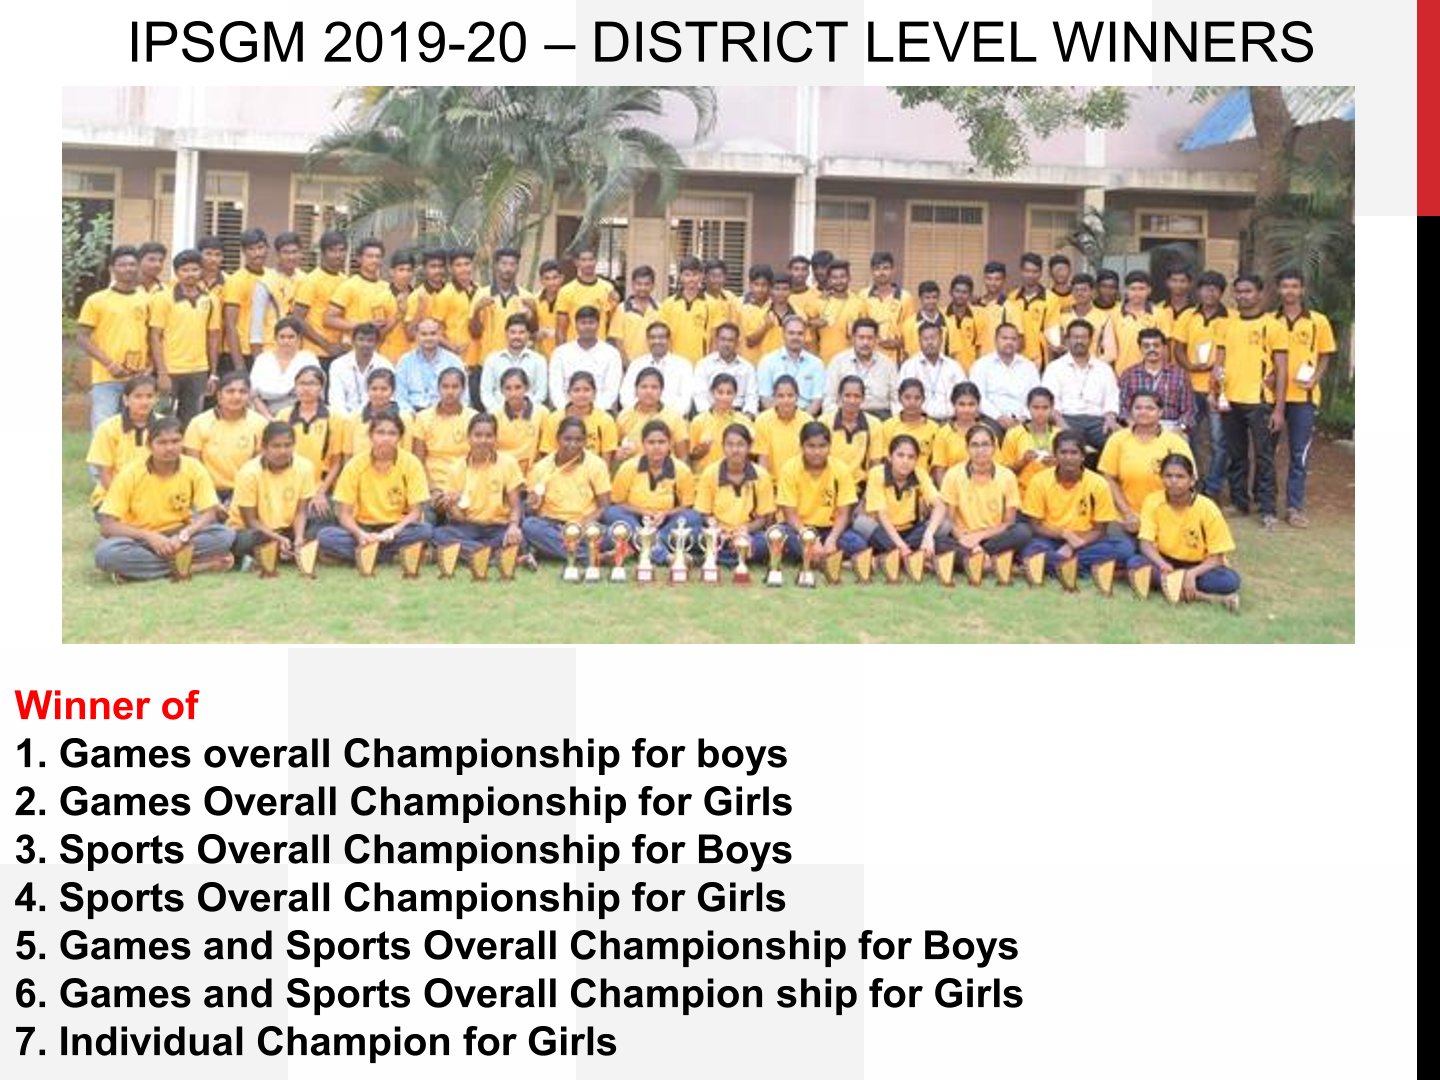 IPSGM 2019-20 – DISTRICT LEVEL WINNERS
Winner of
1. Games overall Championship for boys
2. Games Overall Championship for Girls
3. Sports Overall Championship for Boys
4. Sports Overall Championship for Girls
5. Games and Sports Overall Championship for Boys
6. Games and Sports Overall Champion ship for Girls
7. Individual Champion for Girls